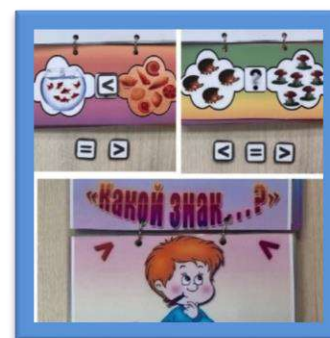 <
?
= >
< = >
«Какой знак...?»